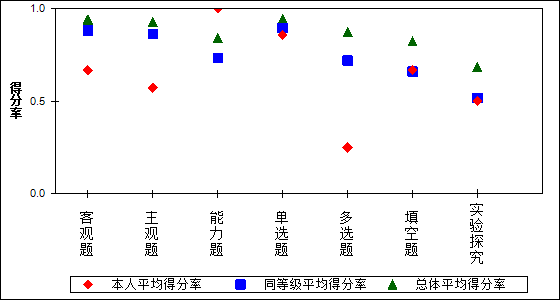 1.0
0.5
0.0
得分率
客观题
主观题
能力题
单选题
多选题
填空题
实验探究
本人平均得分率 同等级平均得分率 总体平均得分率